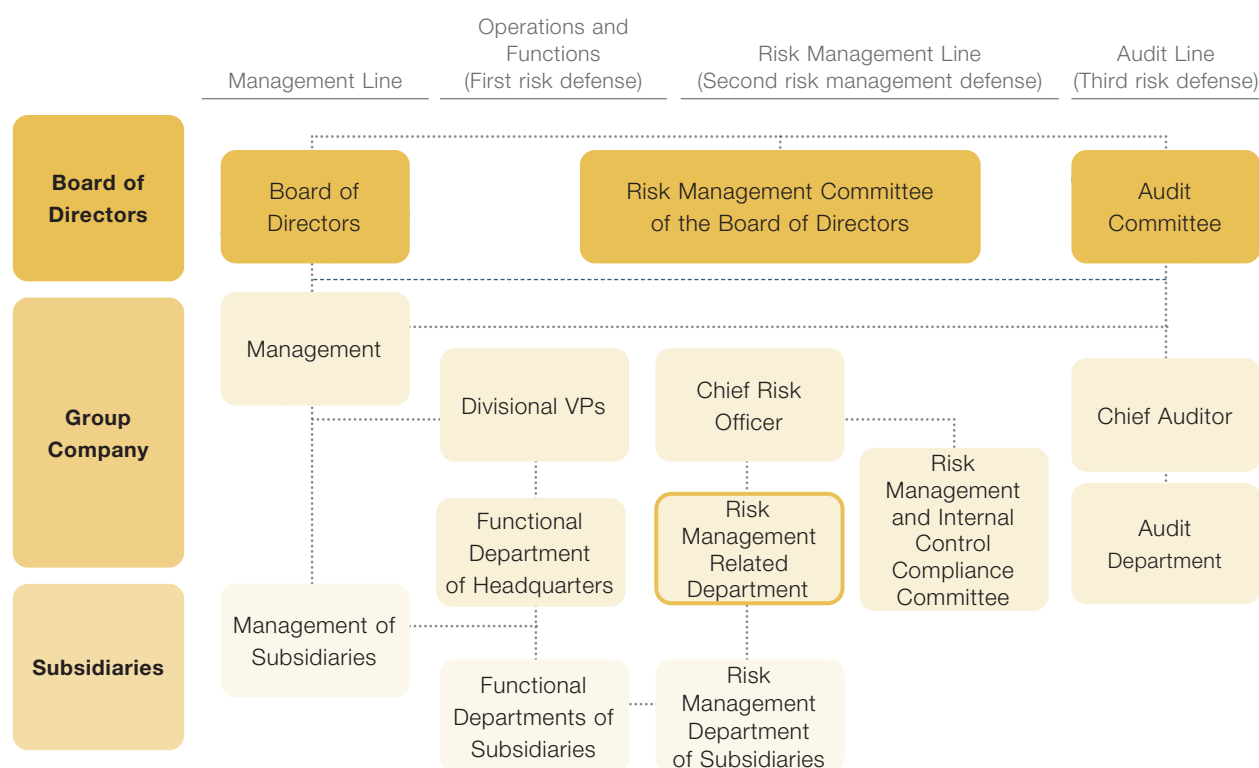 Management Line
Operations and
Functions
(First risk defense)
Risk Management Line
(Second risk management defense)
Audit Line
(Third risk defense)
Board of
Directors
Board of
Directors
Risk Management Committee
of the Board of Directors
Audit
Committee
Group
Company
Management
Divisional VPs
Chief Risk
Officer
Chief Auditor
Functional
Department
of Headquarters
Risk
Management
Related
Department
Risk
Management
and Internal
Control
Compliance
Committee
Audit
Department
Subsidiaries
Management of
Subsidiaries
Functional
Departments of
Subsidiaries
Risk
Management
Department
of Subsidiaries